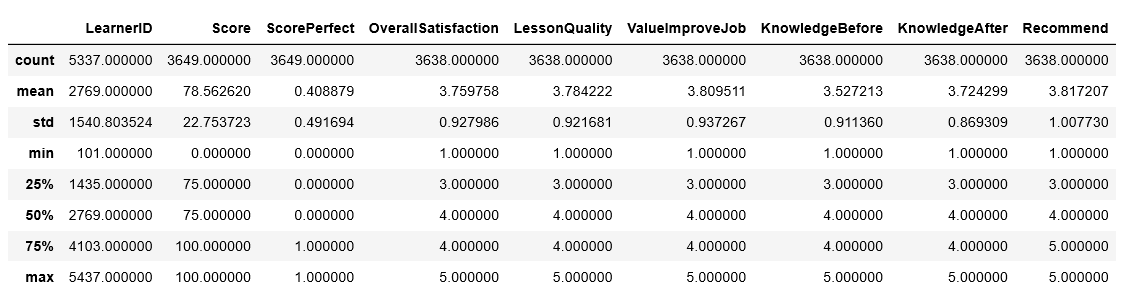 LearnerID Score ScorePerfect OverallSatisfaction LessonQuality ValueImproveJob KnowledgeBefore KnowledgeAfter Recommend
count 5337.000000 3649.000000 3649.000000 3638.000000 3638.000000 3638.000000 3638.000000 3638.000000 3638.000000
mean 2769.000000 78.562620 0.408879 3.759758 3.784222 3.809511 3.527213 3.724299 3.817207
std 1540.803524 22.753723 0.491694 0.927986 0.921681 0.937267 0.911360 0.869309 1.007730
min 101.000000 0.000000 0.000000 1.000000 1.000000 1.000000 1.000000 1.000000 1.000000
25% 1435.000000 75.000000 0.000000 3.000000 3.000000 3.000000 3.000000 3.000000 3.000000
50% 2769.000000 75.000000 0.000000 4.000000 4.000000 4.000000 4.000000 4.000000 4.000000
75% 4103.000000 100.000000 1.000000 4.000000 4.000000 4.000000 4.000000 4.000000 5.000000
max 5437.000000 100.000000 1.000000 5.000000 5.000000 5.000000 5.000000 5.000000 5.000000